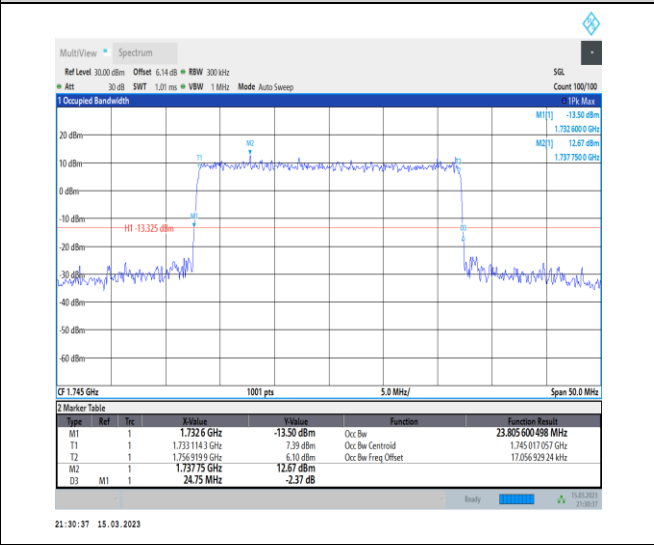 MultiView Spectrum
Ref Level 30.00 dBm Offset 6.14 dB RBW 300 kHz SGL
Att 30 dB SWT 1.01 ms VBW 1 MHz Mode Auto Sweep Count 100/100
1 Occupied Bandwidth 1Pk Max
M1[1] -13.50 dBm
1.732 600 0 GHz
M2[1] 12.67 dBm
1.737 750 0 GHz
20 dBm
M2
T1
T2
10 dBm
0 dBm
-10 dBm
M1
H1 -13.325 dBm
D3
-20 dBm
-30 dBm
-40 dBm
-50 dBm
-60 dBm
CF 1.745 GHz 1001 pts 5.0 MHz/ Span 50.0 MHz
2 Marker Table
Type Ref Trc X-Value Y-Value Function Function Result
M1 1 1.732 6 GHz -13.50 dBm Occ Bw 23.805 600 498 MHz
T1 1 1.733 114 3 GHz 7.39 dBm Occ Bw Centroid 1.745 017 057 GHz
T2 1 1.756 919 9 GHz 6.10 dBm Occ Bw Freq Offset 17.056 929 24 kHz
M2 1 1.737 75 GHz 12.67 dBm
D3 M1 1 24.75 MHz -2.37 dB
Ready 15.03.2023
21:30:37
21:30:37 15.03.2023